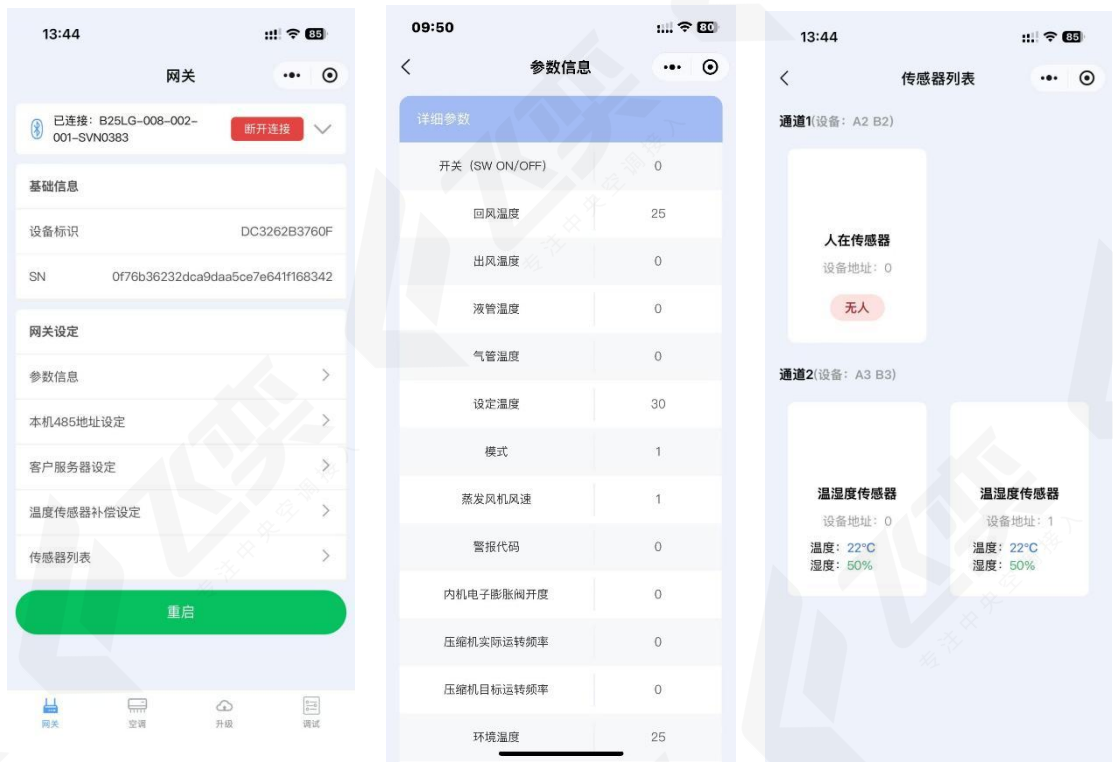 13:44
85
网关
已连接：B25LG-008-002-
001-SVN0383
断开连接
基础信息
设备标识 DC3262B3760F
SN 0f76b36232dca9daa5ce7e641f168342
网关设定
参数信息
本机485地址设定
客户服务器设定
温度传感器补偿设定
传感器列表
重启
网关 空调 升级 调试
09:50
80
参数信息
详细参数
开关（SW ON/OFF） 0
回风温度 25
出风温度 0
液管温度 0
气管温度 0
设定温度 30
模式 1
蒸发风机风速 1
警报代码 0
内机电子膨胀阀开度 0
压缩机实际运转频率 0
压缩机目标运转频率 0
环境温度 25
13:44
85
传感器列表
通道1(设备：A2 B2)
人在传感器
设备地址：0
无人
通道2(设备：A3 B3)
温湿度传感器
设备地址：0
温度：22°C
湿度：50%
温湿度传感器
设备地址：1
温度：22°C
湿度：50%
飞奕
专注中央空调接入